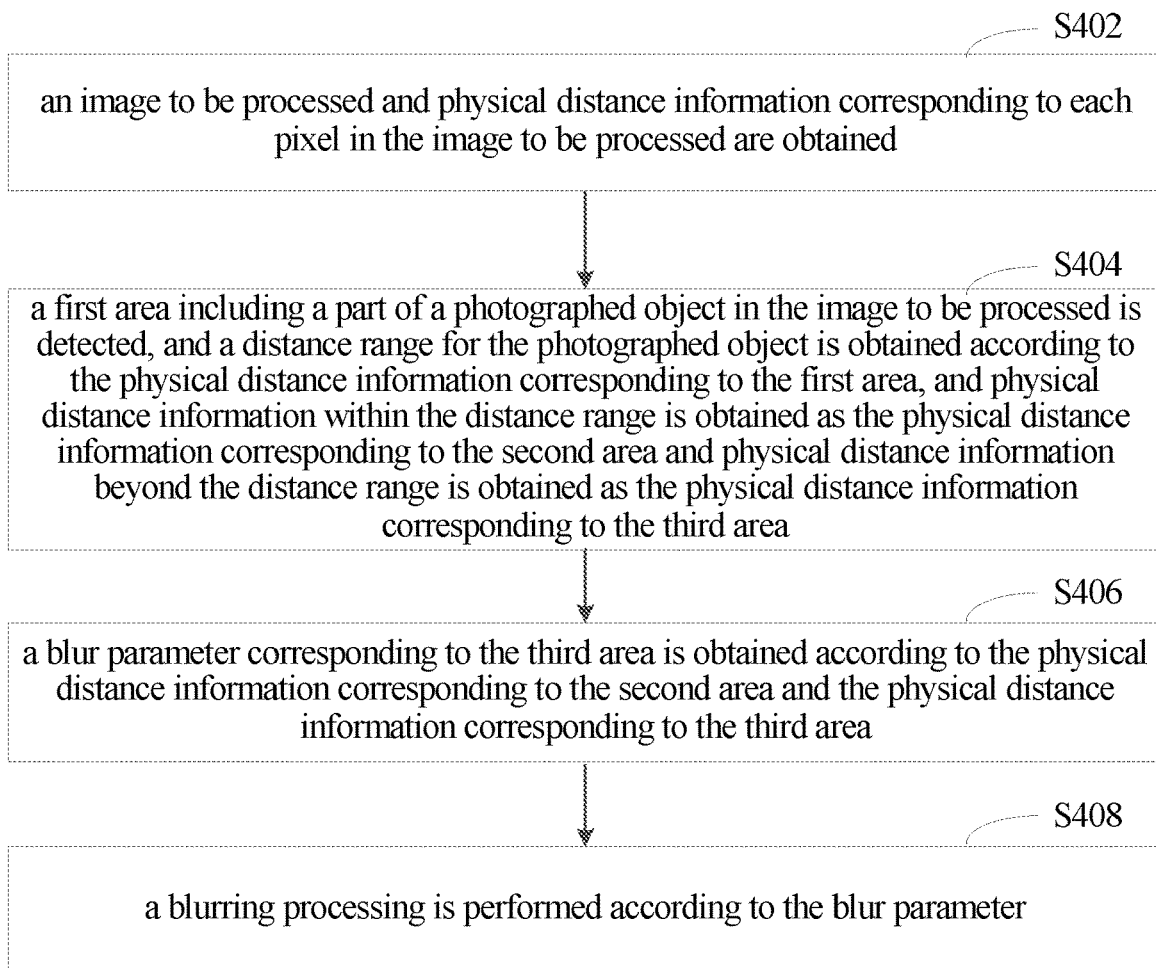 S402
an image to be processed and physical distance information corresponding to each
pixel in the image to be processed are obtained
S404
a first area including a part of a photographed object in the image to be processed is
detected, and a distance range for the photographed object is obtained according to
the physical distance information corresponding to the first area, and physical
distance information within the distance range is obtained as the physical distance
information corresponding to the second area and physical distance information
beyond the distance range is obtained as the physical distance information
corresponding to the third area
S406
a blur parameter corresponding to the third area is obtained according to the physical
distance information corresponding to the second area and the physical distance
information corresponding to the third area
S408
a blurring processing is performed according to the blur parameter